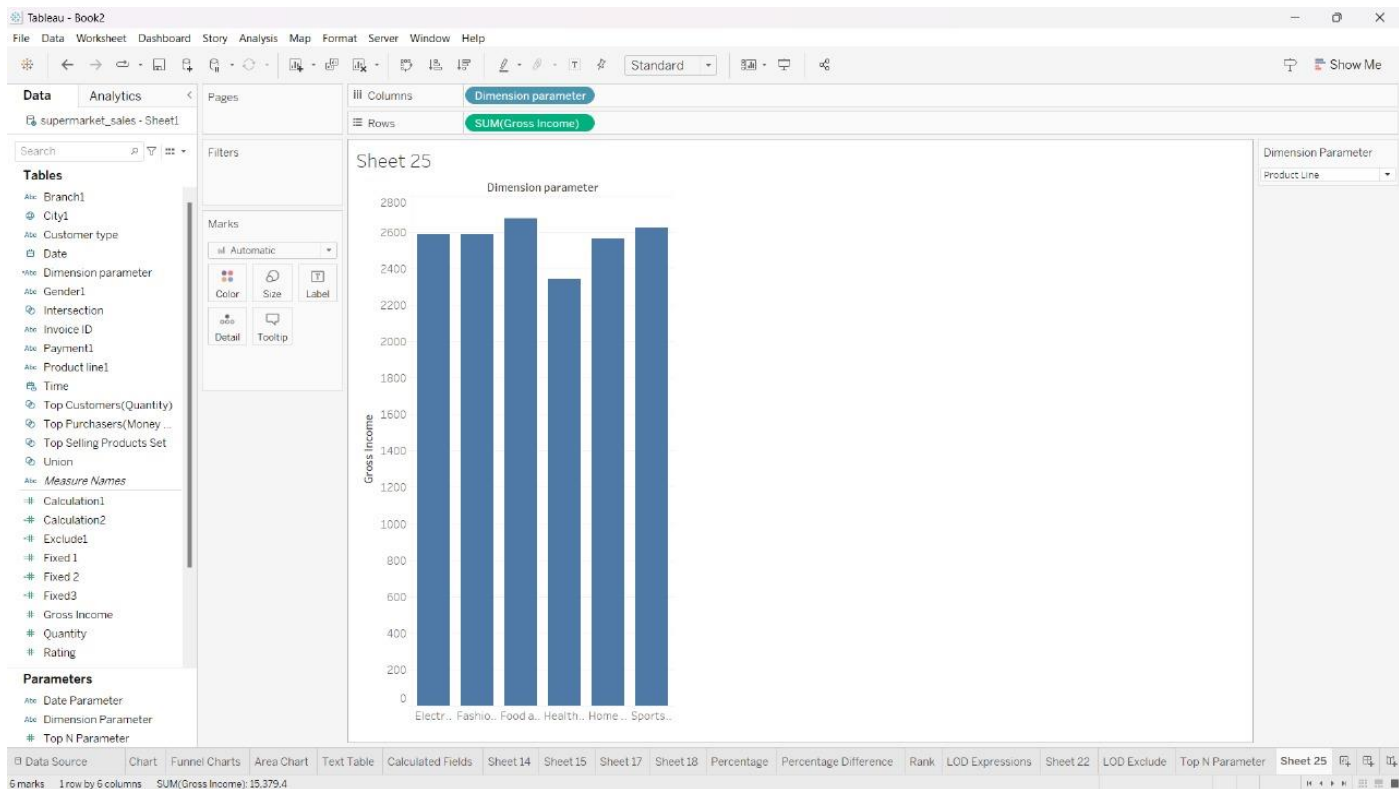 Tableau - Book2
File Data Worksheet Dashboard Story Analysis Map Format Server Window Help
Standard
Show Me
Data Analytics
supermarket_sales - Sheet1
Search
Tables
Branch1
City1
Customer type
Date
Dimension parameter
Gender1
Intersection
Invoice ID
Payment1
Product line1
Time
Top Customers(Quantity)
Top Purchasers(Money ...
Top Selling Products Set
Union
Measure Names
Calculation1
Calculation2
Exclude1
Fixed 1
Fixed 2
Fixed3
Gross Income
Quantity
Rating
Parameters
Date Parameter
Dimension Parameter
Top N Parameter
Pages
Filters
Marks
Automatic
Color Size Label
Detail Tooltip
Columns Dimension parameter
Rows SUM(Gross Income)
Sheet 25
Dimension parameter
2800
2600
2400
2200
2000
1800
1600
1400
1200
1000
800
600
400
200
0
Gross Income
Electr.. Fashio.. Food a.. Health.. Home .. Sports..
Dimension Parameter
Product Line
Data Source Chart Funnel Charts Area Chart Text Table Calculated Fields Sheet 14 Sheet 15 Sheet 17 Sheet 18 Percentage Percentage Difference Rank LOD Expressions Sheet 22 LOD Exclude Top N Parameter Sheet 25
6 marks 1 row by 6 columns SUM(Gross Income): 15,379.4